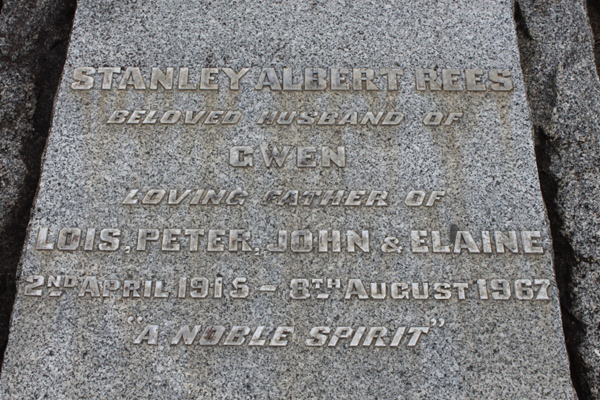 STANLEY ALBERT REES
BELOVED HUSBAND OF
GWEN
LOVING FATHER OF
LOIS, PETER, JOHN & ELAINE
2ND APRIL 1915 - 8TH AUGUST 1967
"A NOBLE SPIRIT"